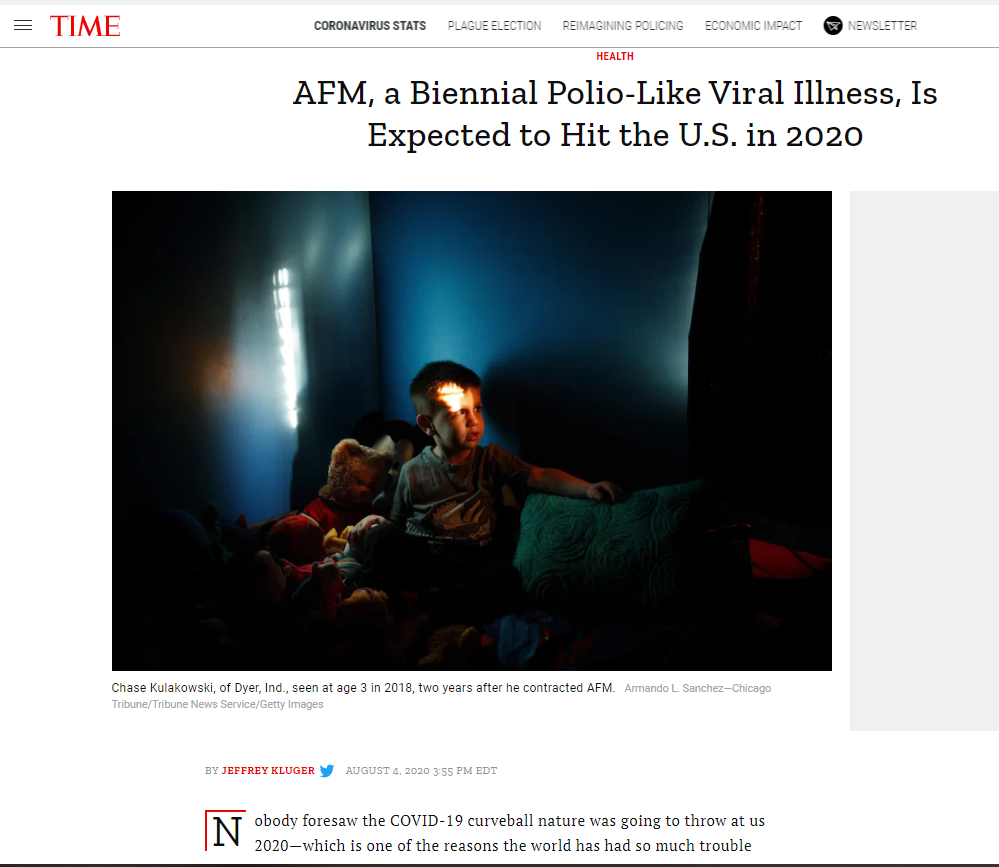 TIME
CORONAVIRUS STATS PLAGUE ELECTION REIMAGINING POLICING ECONOMIC IMPACT NEWSLETTER
HEALTH
AFM, a Biennial Polio-Like Viral Illness, Is
Expected to Hit the U.S. in 2020
Chase Kulakowski, of Dyer, Ind., seen at age 3 in 2018, two years after he contracted AFM. Armando L. Sanchez—Chicago
Tribune/Tribune News Service/Getty Images
BY JEFFREY KLUGER AUGUST 4, 2020 3:55 PM EDT
Nobody foresaw the COVID-19 curveball nature was going to throw at us
2020—which is one of the reasons the world has had so much trouble